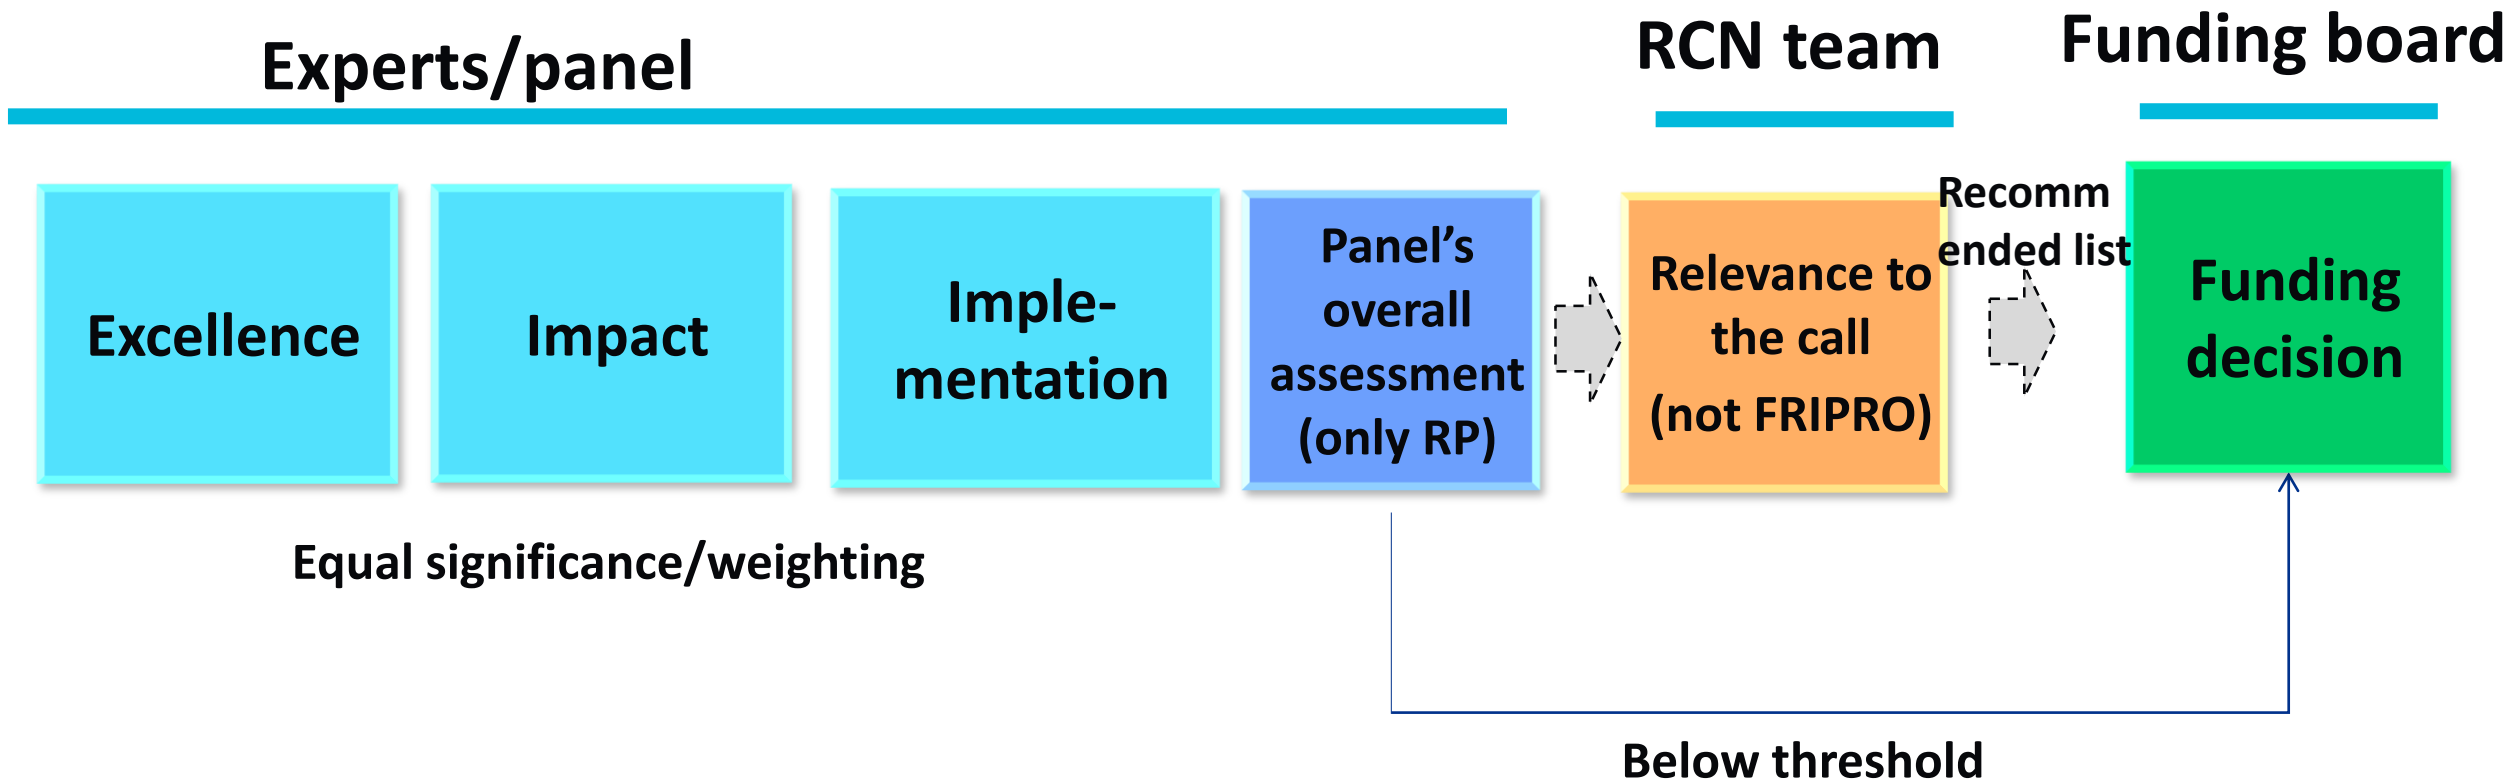 Experts/panel
RCN team
Funding board
Excellence
Impact
Imple-
mentation
Panel's
overall
assessment
(only RP)
Relevance to
the call
(not FRIPRO)
Recomm
ended list
Funding
decision
Equal significance/weighting
Below threshold